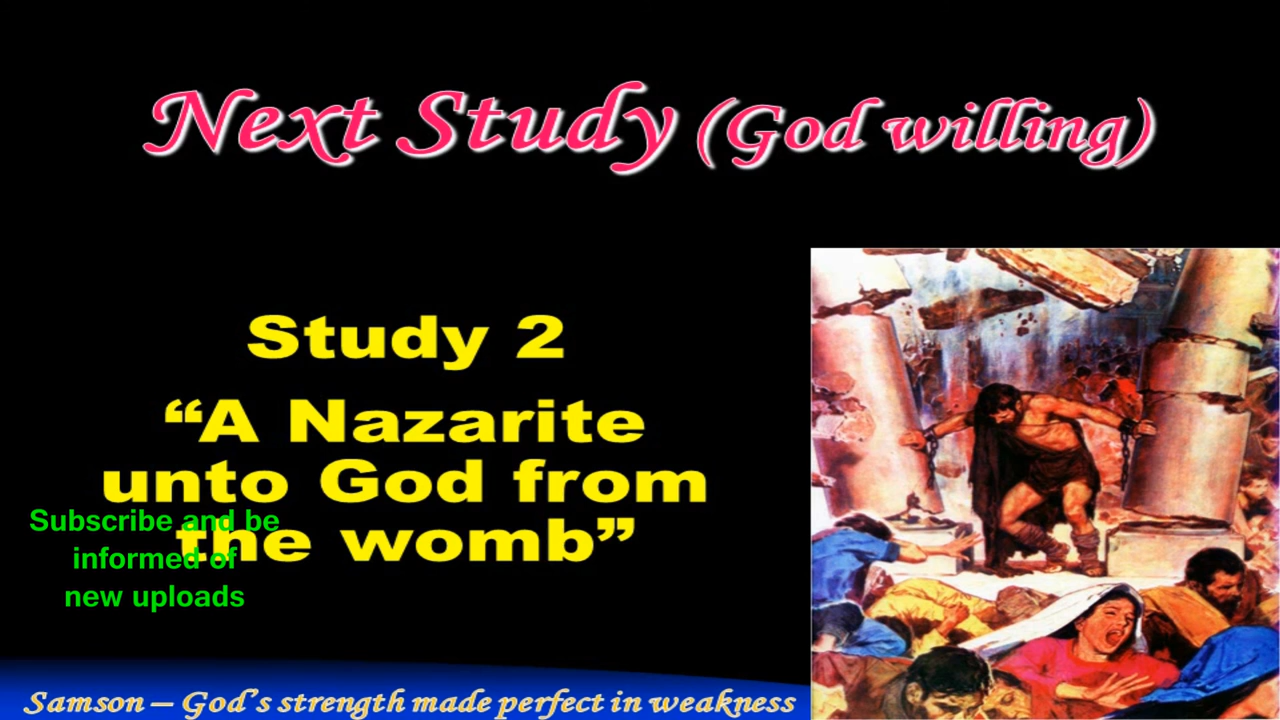 Next Study (God willing)
Study 2
“A Nazarite
unto God from
the womb”
Subscribe and be
informed of
new uploads
Samson – God’s strength made perfect in weakness